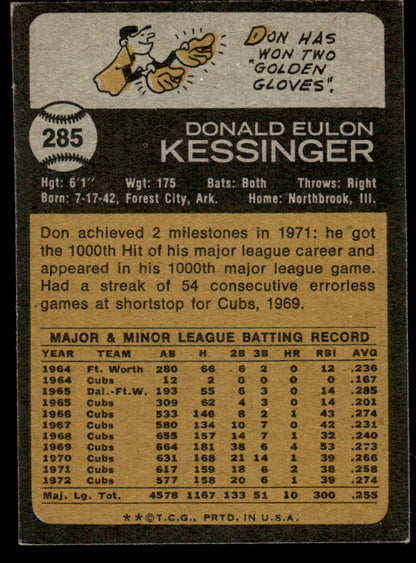 DON HAS
WON TWO
"GOLDEN
GLOVES".
285
DONALD EULON
KESSINGER
Hgt: 6'1" Wgt: 175 Bats: Both Throws: Right
Born: 7-17-42, Forest City, Ark. Home: Northbrook, Ill.
Don achieved 2 milestones in 1971: he got
the 1000th Hit of his major league career and
appeared in his 1000th major league game.
Had a streak of 54 consecutive errorless
games at shortstop for Cubs, 1969.
MAJOR & MINOR LEAGUE BATTING RECORD
YEAR TEAM AB H 2B 3B HR RBI AVG
1964 Ft. Worth 280 66 6 2 0 12 .236
1964 Cubs 12 2 0 0 0 0 .167
1965 Dal.-Ft.W. 193 55 6 3 0 14 .285
1965 Cubs 309 62 4 3 0 14 .201
1966 Cubs 533 146 8 2 1 43 .274
1967 Cubs 580 134 10 7 0 42 .231
1968 Cubs 655 157 14 7 1 32 .240
1969 Cubs 664 181 38 6 4 53 .273
1970 Cubs 631 168 21 14 1 39 .266
1971 Cubs 617 159 18 6 2 38 .258
1972 Cubs 577 158 20 6 1 39 .274
Maj. Lg. Tot. 4578 1167 133 51 10 300 .255
**©T.C.G., PRTD. IN U.S.A.